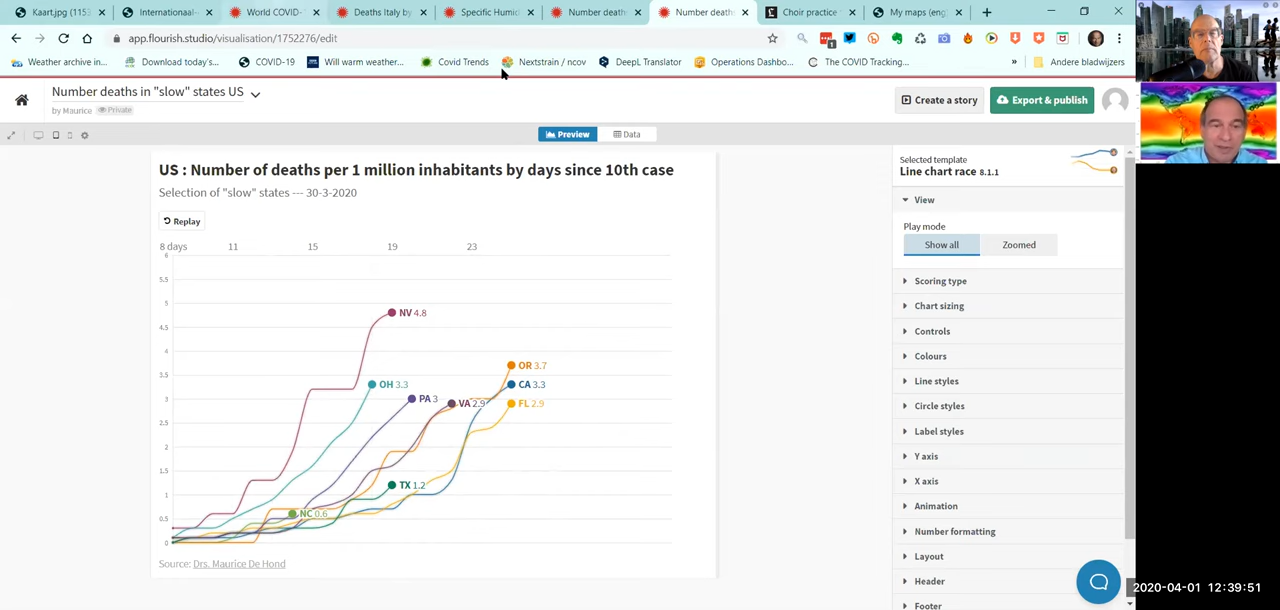 Kaart.jpg (1153 Internationaal- World COVID- Deaths Italy by Specific Humid Number death Number death Choir practice My maps (eng
app.flourish.studio/visualisation/1752276/edit
Weather archive in... Download today's... COVID-19 Will warm weather... Covid Trends Nextstrain / ncov DeepL Translator Operations Dashbo... The COVID Tracking... » Andere bladwijzers
Number deaths in "slow" states US
by Maurice Private
Create a story Export & publish
Preview Data
US : Number of deaths per 1 million inhabitants by days since 10th case
Selection of "slow" states --- 30-3-2020
Replay
8 days 11 15 19 23
6
5.5
5
4.5
4
3.5
3
2.5
2
1.5
1
0.5
0
NV 4.8
OR 3.7
OH 3.3
CA 3.3
PA 3
VA 2.9
FL 2.9
TX 1.2
NC 0.6
Source: Drs. Maurice De Hond
Selected template
Line chart race 8.1.1
View
Play mode
Show all Zoomed
Scoring type
Chart sizing
Controls
Colours
Line styles
Circle styles
Label styles
Y axis
X axis
Animation
Number formatting
Layout
Header
Footer
2020-04-01 12:39:51